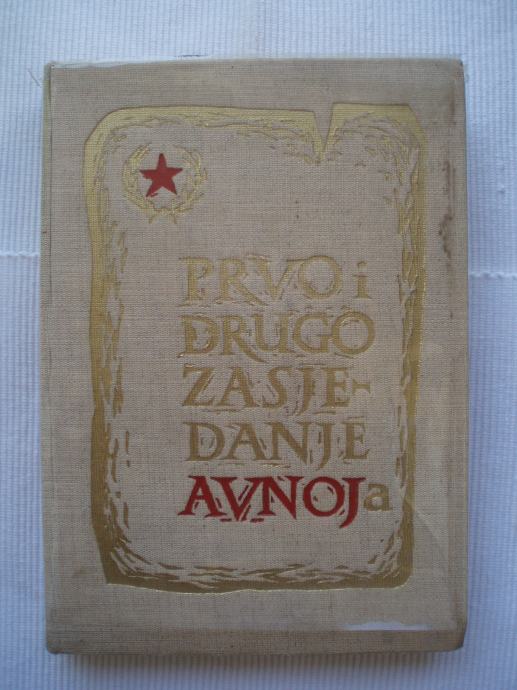 PRVO i
DRUGO
ZASJE-
DANJE
AVNOJa